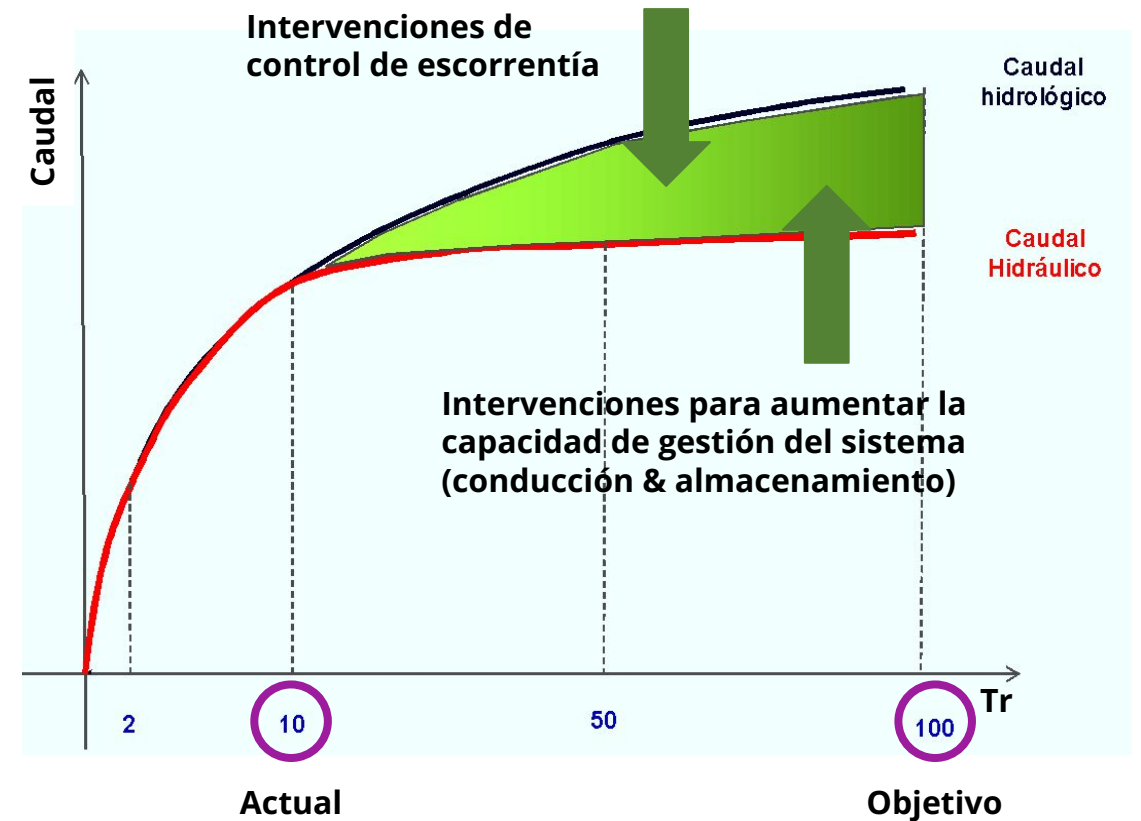 Intervenciones de
control de escorrentía
Caudal
Caudal
hidrológico
Caudal
Hidráulico
Intervenciones para aumentar la
capacidad de gestión del sistema
(conducción & almacenamiento)
Tr
2
10
50
100
Actual
Objetivo